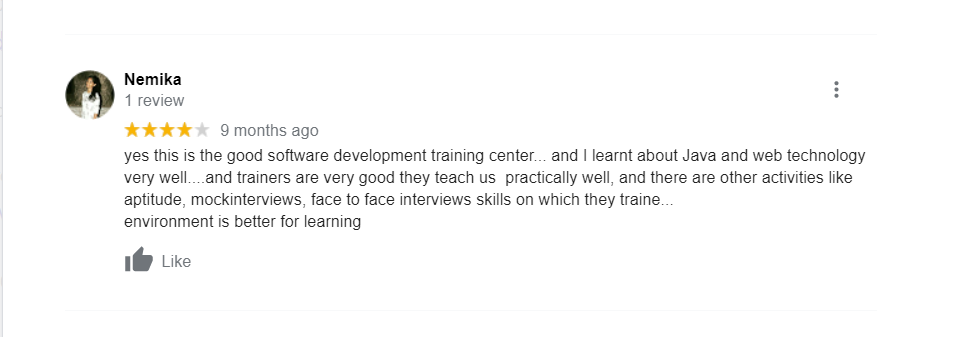 Nemika
1 review
9 months ago
yes this is the good software development training center... and I learnt about Java and web technology
very well....and trainers are very good they teach us  practically well, and there are other activities like
aptitude, mockinterviews, face to face interviews skills on which they traine...
environment is better for learning
Like